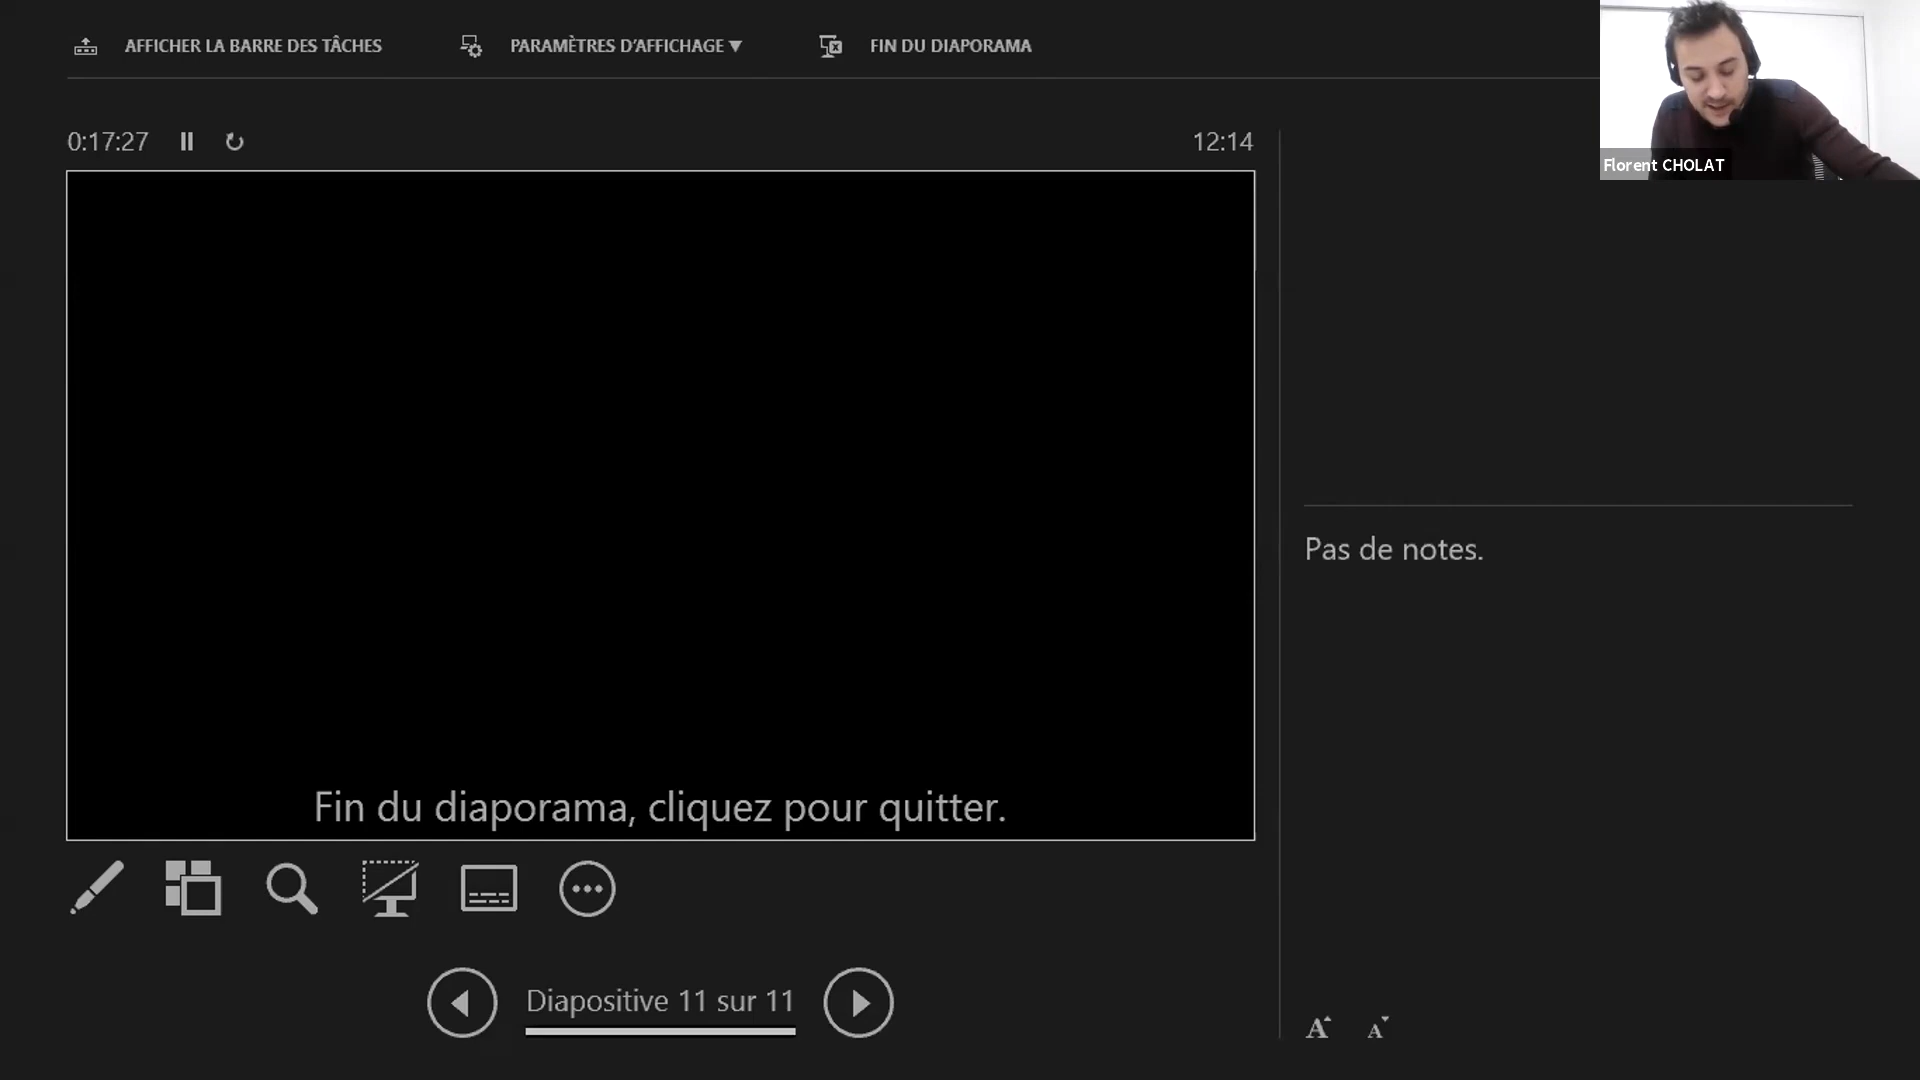 AFFICHER LA BARRE DES TÂCHES
PARAMÈTRES D'AFFICHAGE ▼
FIN DU DIAPORAMA
Florent CHOLAT
0:17:27
12:14
Fin du diaporama, cliquez pour quitter.
Pas de notes.
Diapositive 11 sur 11
A
A